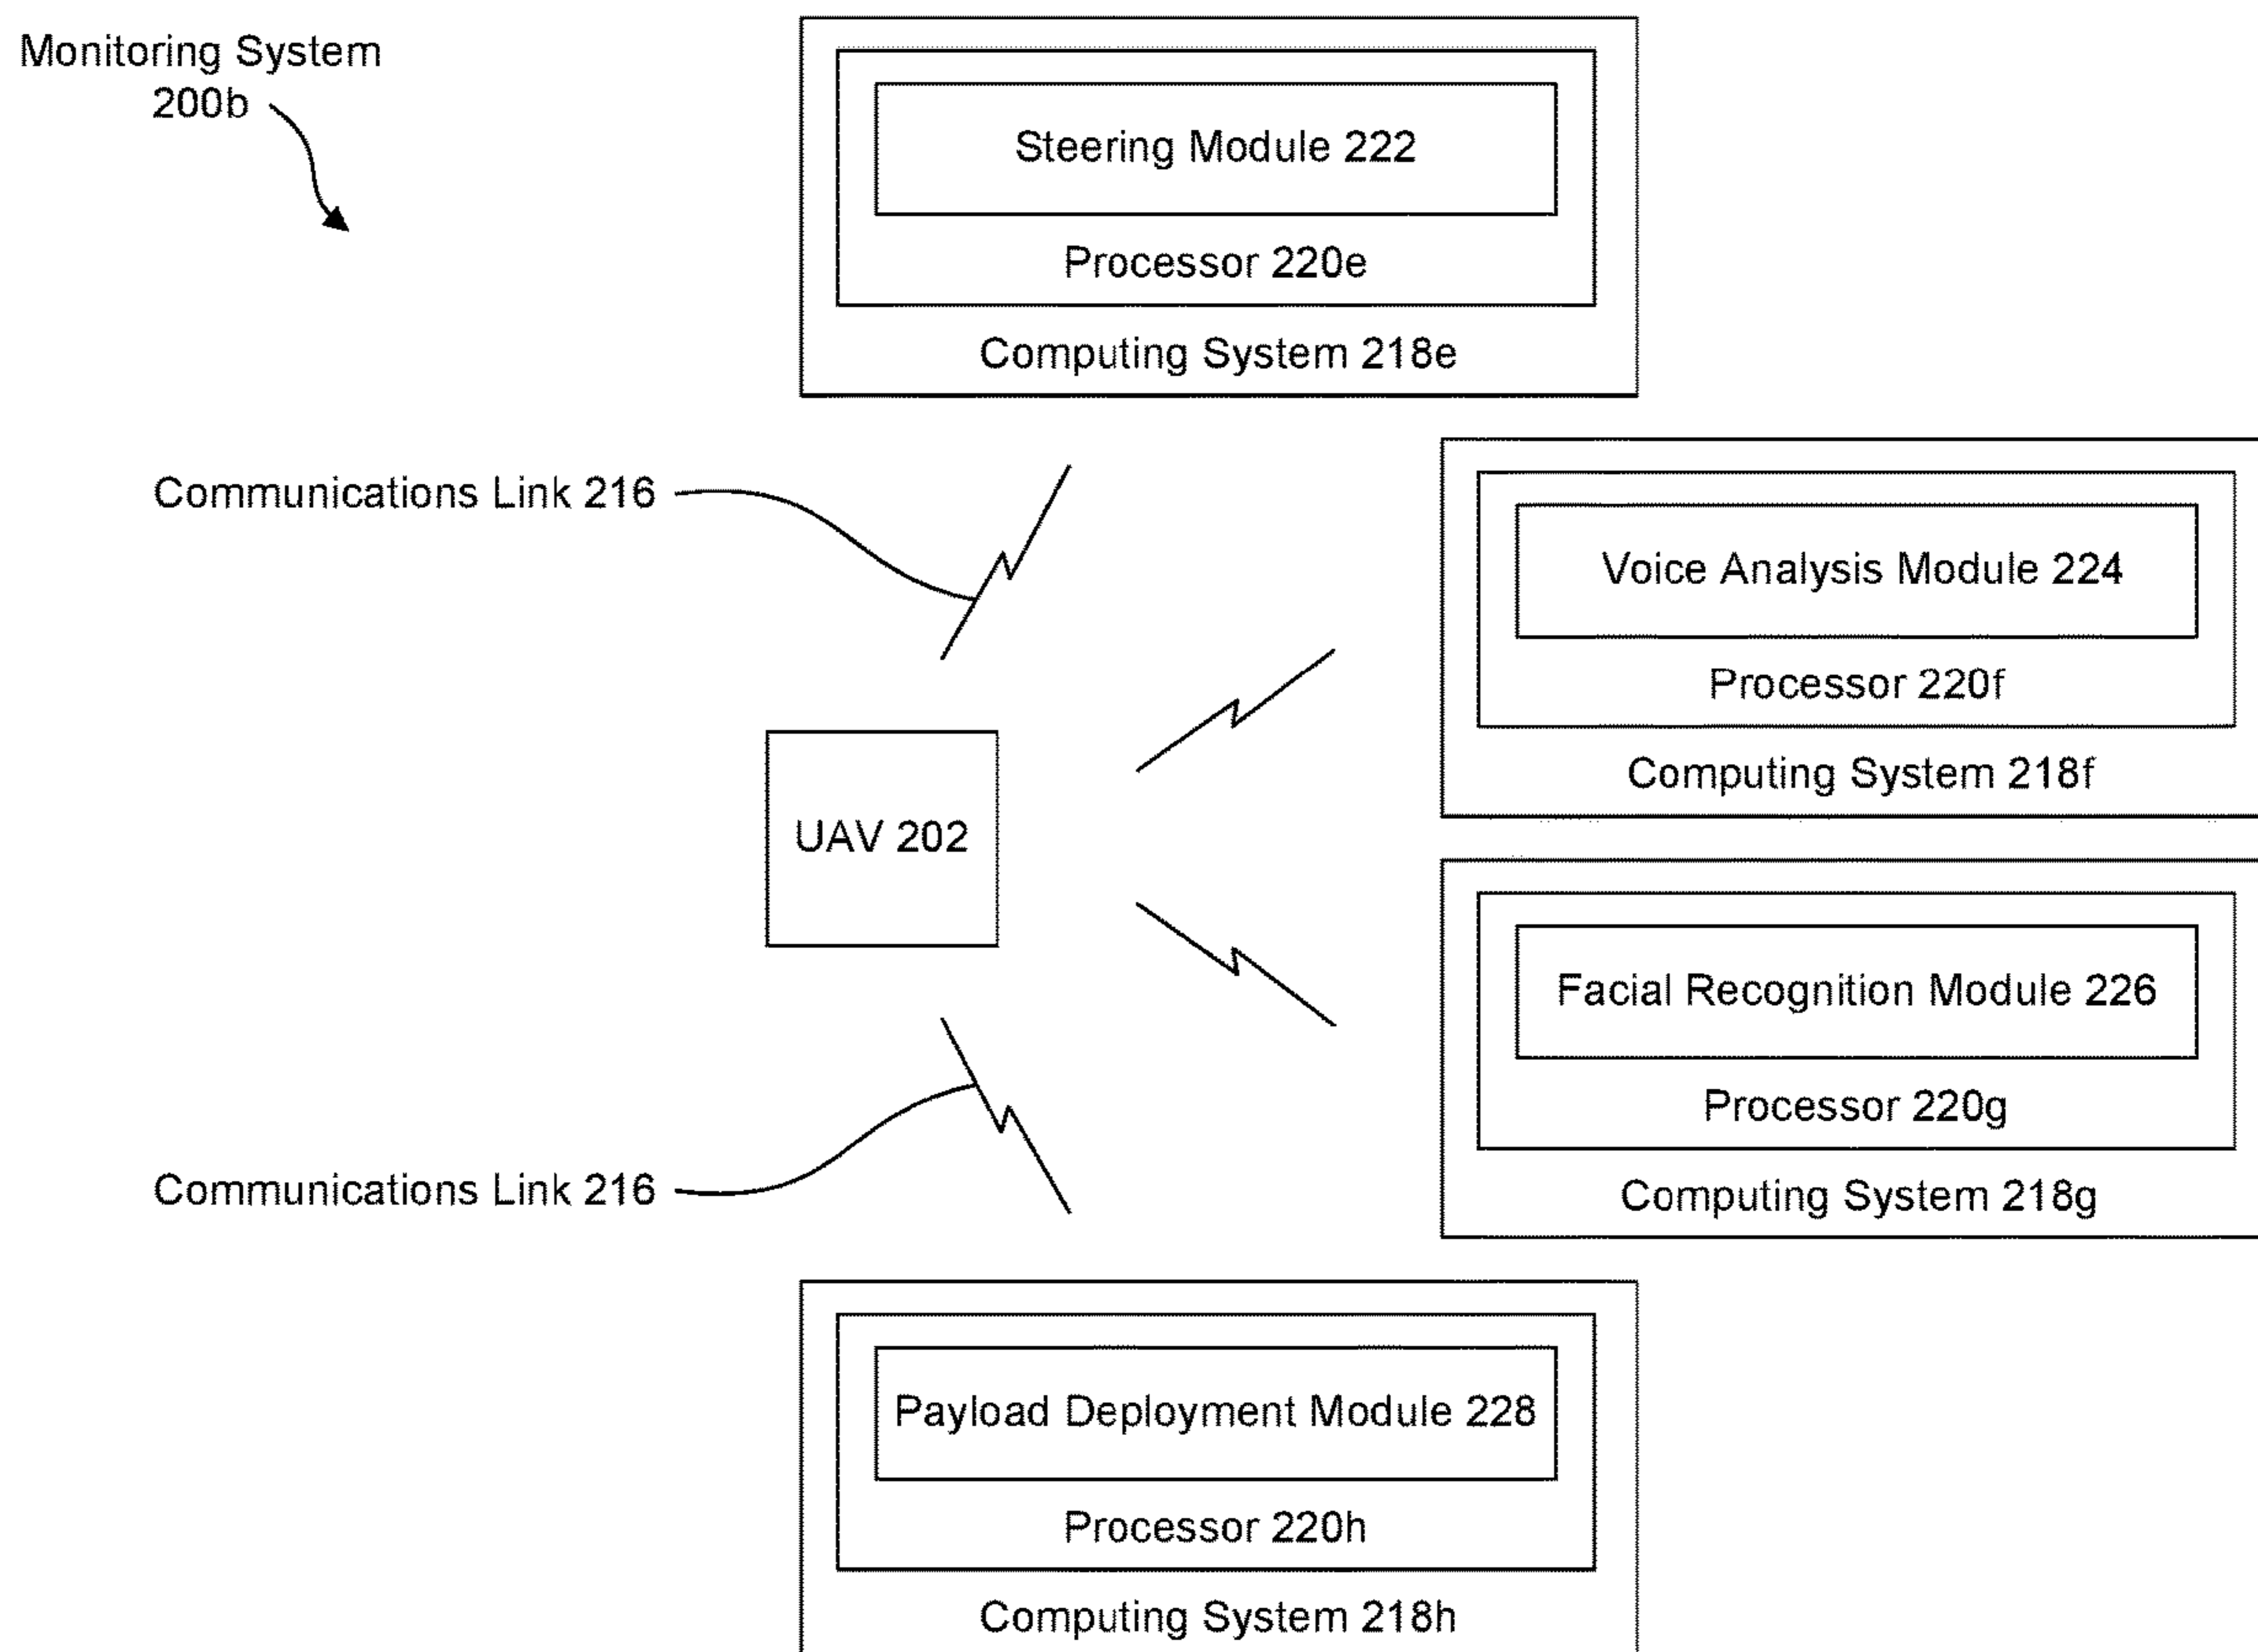 Monitoring System
200b
Steering Module 222
Processor 220e
Computing System 218e
Communications Link 216
Voice Analysis Module 224
Processor 220f
Computing System 218f
UAV 202
Facial Recognition Module 226
Processor 220g
Computing System 218g
Communications Link 216
Payload Deployment Module 228
Processor 220h
Computing System 218h